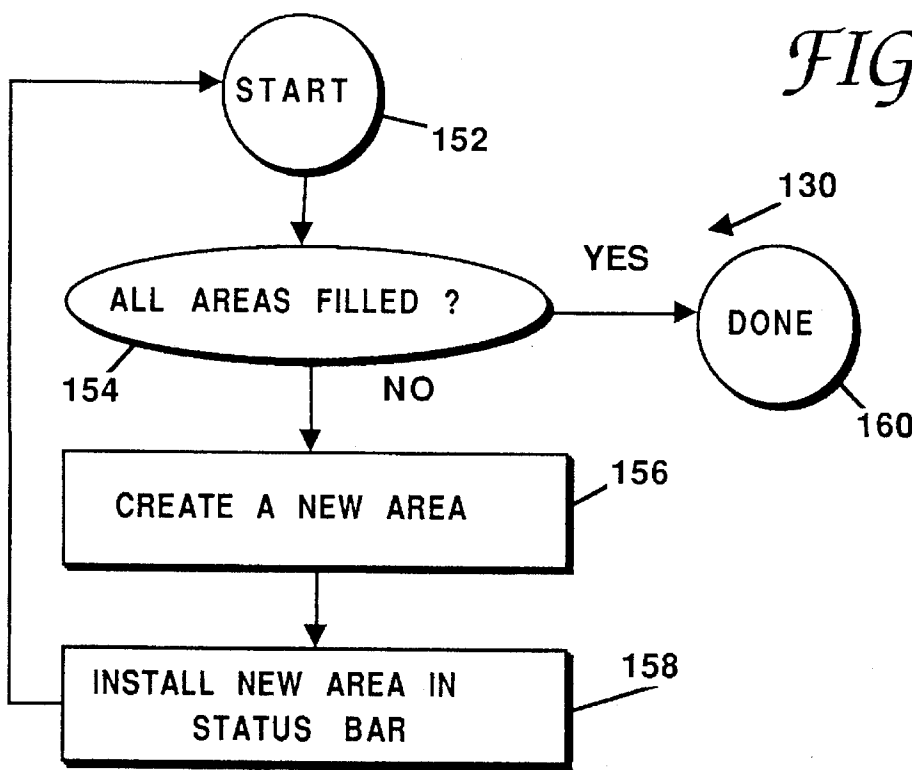 FIG
START
152
130
YES
ALL AREAS FILLED ?
DONE
154
NO
160
156
CREATE A NEW AREA
158
INSTALL NEW AREA IN
STATUS BAR